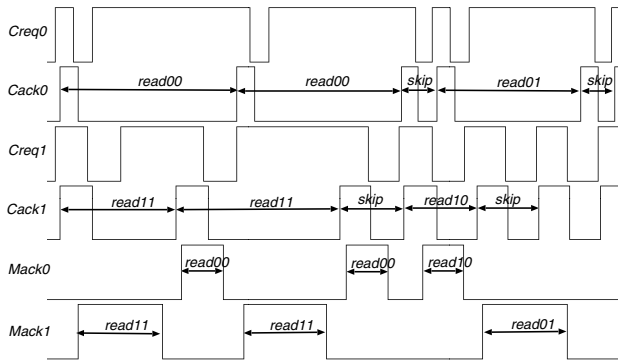 Creq0
read00 read00 skip read01 skip
Cack0
Creq1
read11 read11 skip read10 skip
Cack1
Mack0
read00 read00 read10
read11 read11 read01
Mack1